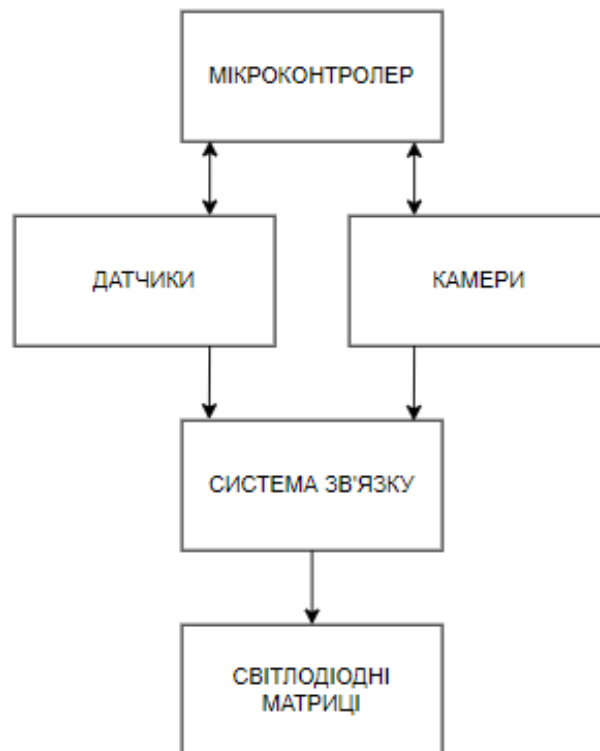 МІКРОКОНТРОЛЕР
ДАТЧИКИ
КАМЕРИ
СИСТЕМА ЗВ'ЯЗКУ
СВІТЛОДІОДНІ
МАТРИЦІ